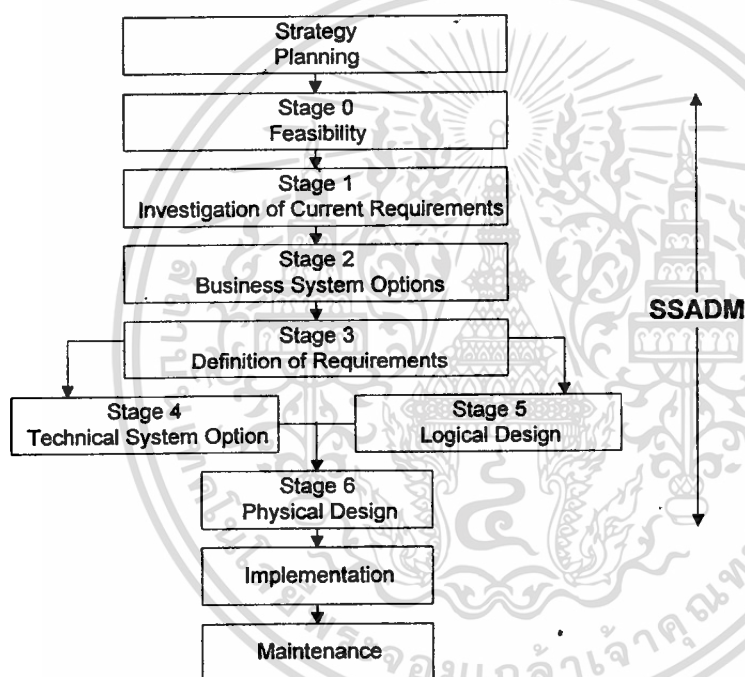 Strategy
Planning
Stage 0
Feasibility
Stage 1
Investigation of Current Requirements
Stage 2
Business System Options
SSADM
Stage 3
Definition of Requirements
Stage 4
Technical System Option
Stage 5
Logical Design
Stage 6
Physical Design
Implementation
Maintenance